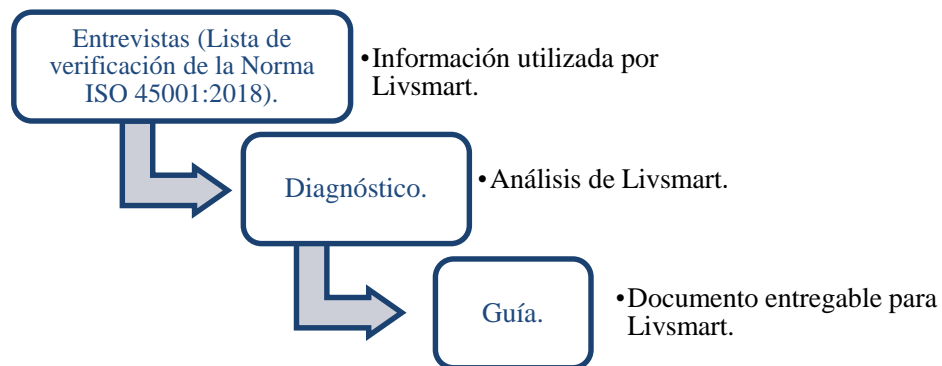 Entrevistas (Lista de
verificación de la Norma
ISO 45001:2018).
•Información utilizada por
Livsmart.
Diagnóstico.
•Análisis de Livsmart.
Guía.
•Documento entregable para
Livsmart.